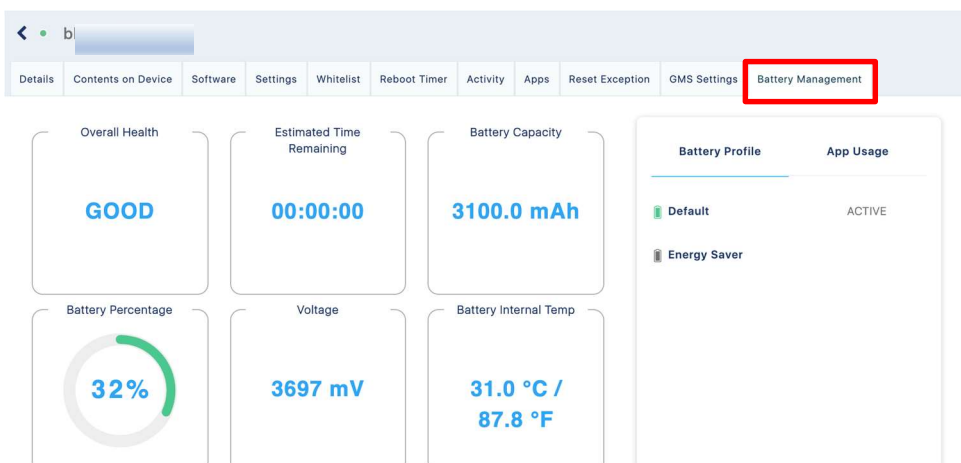 bl
Details Contents on Device Software Settings Whitelist Reboot Timer Activity Apps Reset Exception GMS Settings Battery Management
Overall Health
GOOD
Estimated Time
Remaining
00:00:00
Battery Capacity
3100.0 mAh
Battery Percentage
32%
Voltage
3697 mV
Battery Internal Temp
31.0 °C /
87.8 °F
Battery Profile App Usage
Default ACTIVE
Energy Saver